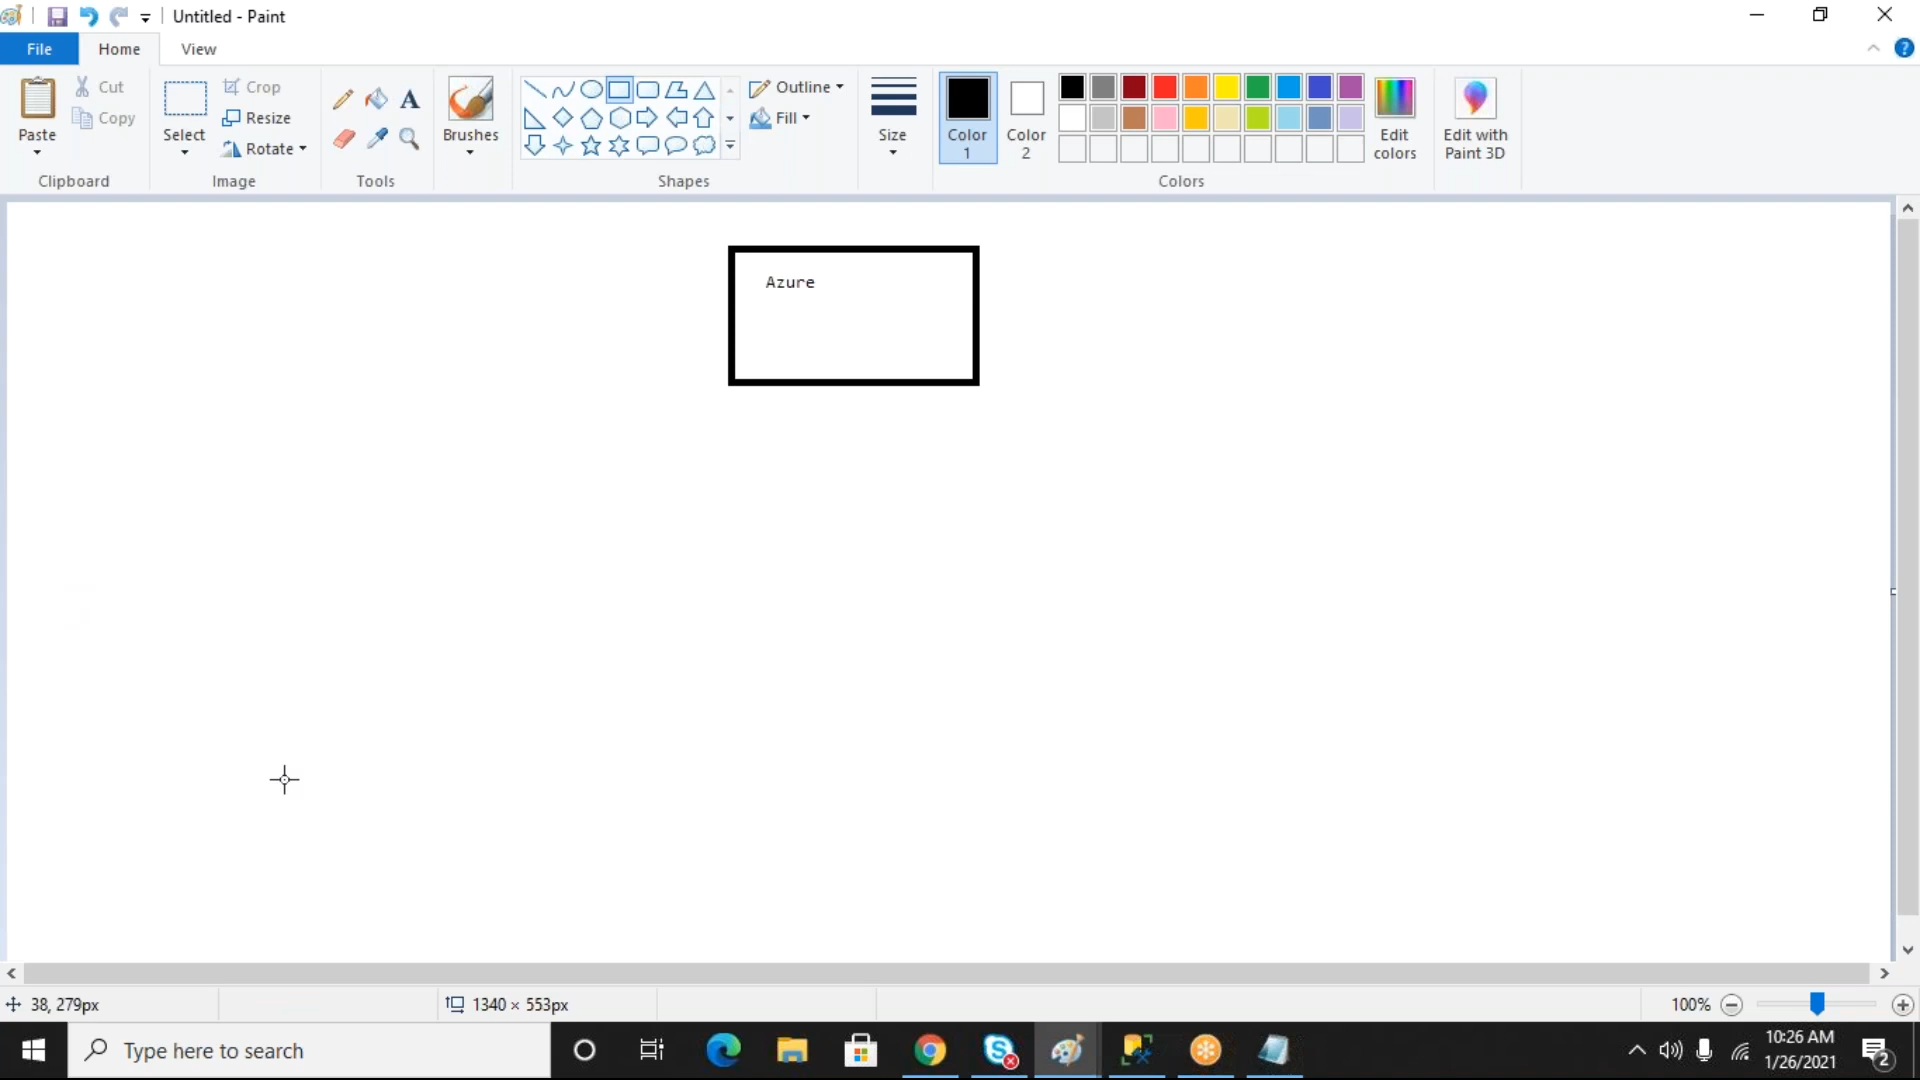 Untitled - Paint
File Home View
Paste
Cut
Copy
Clipboard
Select
Crop
Resize
Rotate
Image
A
Tools
Brushes
Outline
Fill
Shapes
Size
Color 1
Color 2
Edit colors
Colors
Edit with Paint 3D
Azure
38, 279px
1340 × 553px
100%
Type here to search
10:26 AM
1/26/2021
2